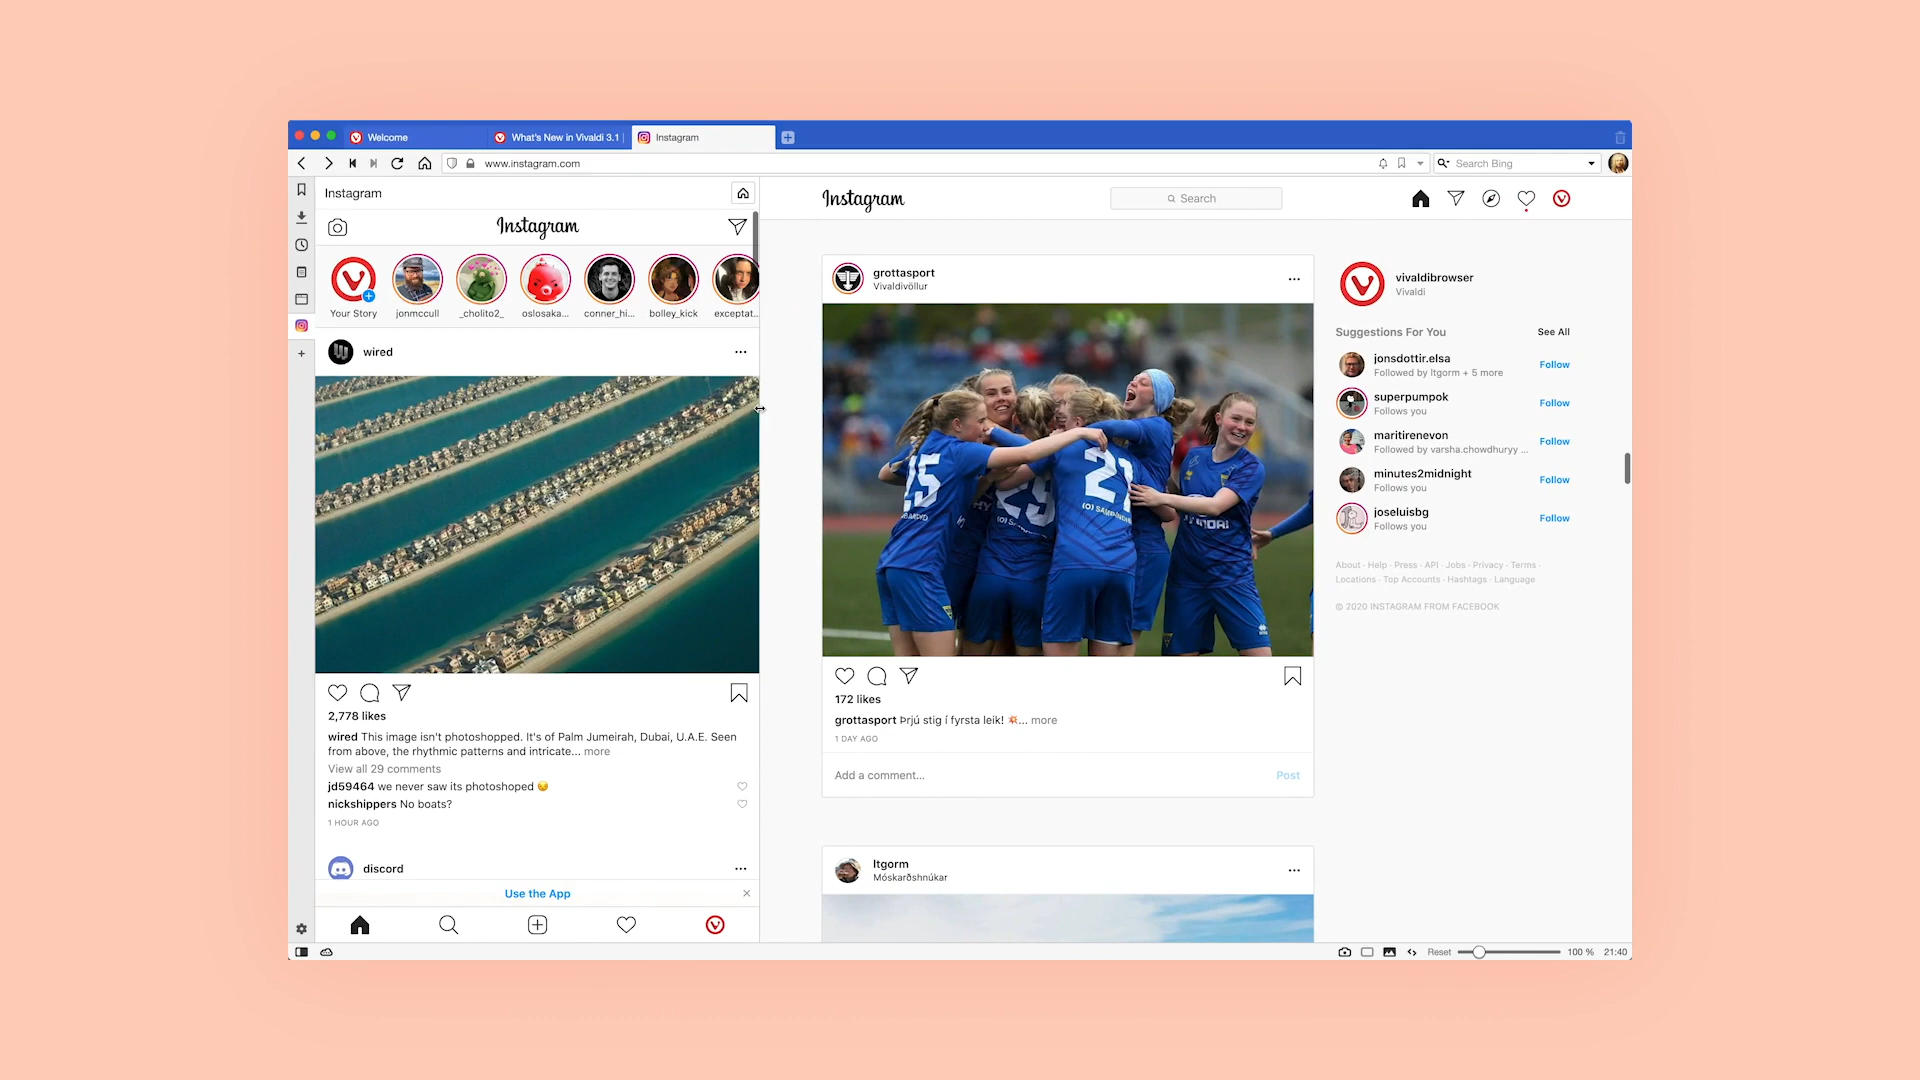 Welcome
What's New in Vivaldi 3.1
Instagram
www.instagram.com
Search Bing
Instagram
Instagram
Your Story
jonmccull
_cholito2_
oslosaka...
conner_hi...
bolley_kick
exceptat...
wired
2,778 likes
wired This image isn't photoshopped. It's of Palm Jumeirah, Dubai, U.A.E. Seen
from above, the rhythmic patterns and intricate... more
View all 29 comments
jd59464 we never saw its photoshoped 😔
nickshippers No boats?
1 HOUR AGO
discord
Use the App
Instagram
Search
grottasport
Vivaldivöllur
15
21
HYUNDAI
172 likes
grottasport Þrjú stig í fyrsta leik! 💥... more
1 DAY AGO
Add a comment...
Post
ltgorm
Móskarðshnúkar
vivaldibrowser
Vivaldi
Suggestions For You
See All
jonsdottir.elsa
Followed by ltgorm + 5 more
Follow
superpumpok
Follows you
Follow
maritirenevon
Followed by varsha.chowdhuryy ...
Follow
minutes2midnight
Follows you
Follow
joseluisbg
Follows you
Follow
About · Help · Press · API · Jobs · Privacy · Terms ·
Locations · Top Accounts · Hashtags · Language
© 2020 INSTAGRAM FROM FACEBOOK
Reset
100 %
21:40